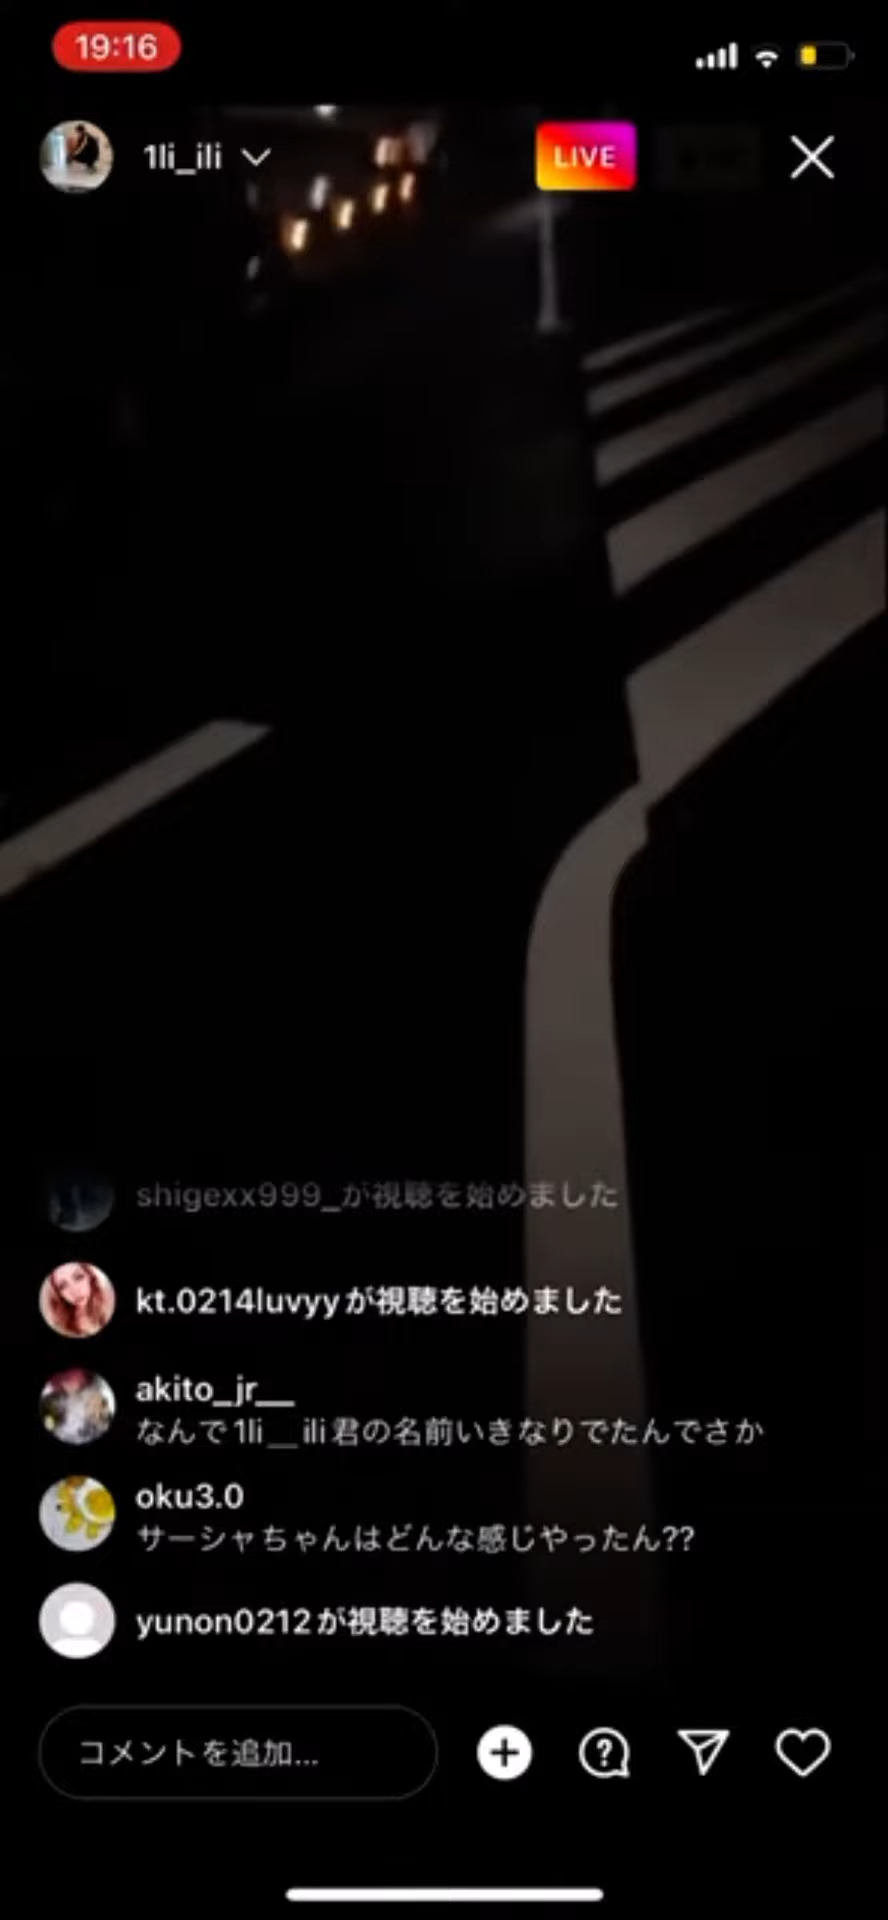 19:16
1li_ili
LIVE
shigexx999_が視聴を始めました
kt.0214luvyyが視聴を始めました
akito_jr__
なんで1li__ili君の名前いきなりでたんでさか
oku3.0
サーシャちゃんはどんな感じやったん??
yunon0212が視聴を始めました
コメントを追加...